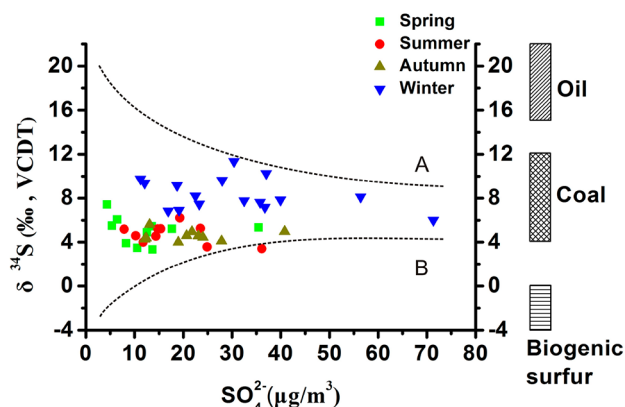 Spring
Summer
Autumn
Winter
20
16
12
8
4
0
-4
20
16
12
8
4
0
-4
0 10 20 30 40 50 60 70 80
δ ³⁴S (‰ , VCDT)
SO₄²⁻(μg/m³)
A
B
Oil
Coal
Biogenic
surfur